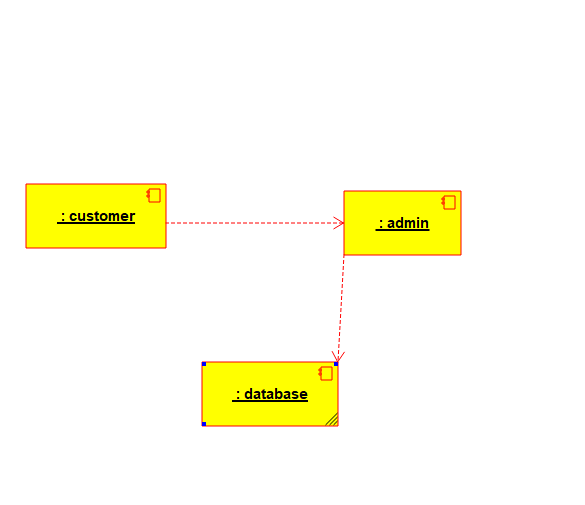 : customer
: admin
: database